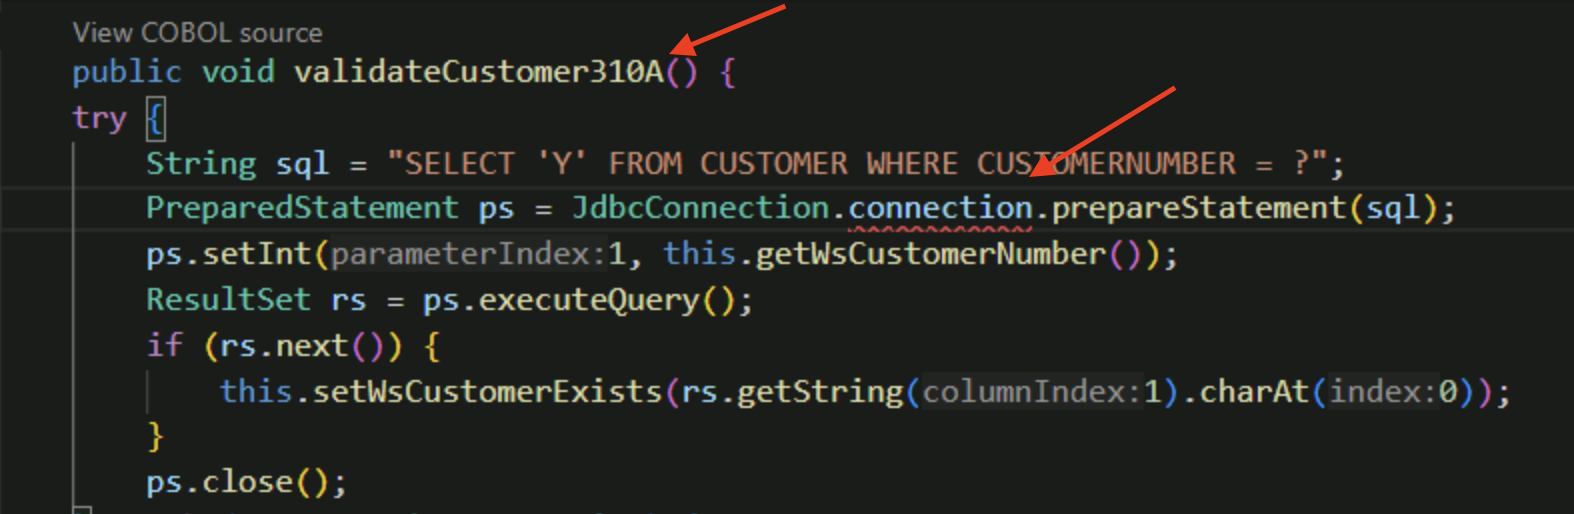 View COBOL source
public void validateCustomer310A() {
try {
String sql = "SELECT 'Y' FROM CUSTOMER WHERE CUSTOMERNUMBER = ?";
PreparedStatement ps = JdbcConnection.connection.prepareStatement(sql);
ps.setInt(parameterIndex:1, this.getWsCustomerNumber());
ResultSet rs = ps.executeQuery();
if (rs.next()) {
this.setWsCustomerExists(rs.getString(columnIndex:1).charAt(index:0));
}
ps.close();